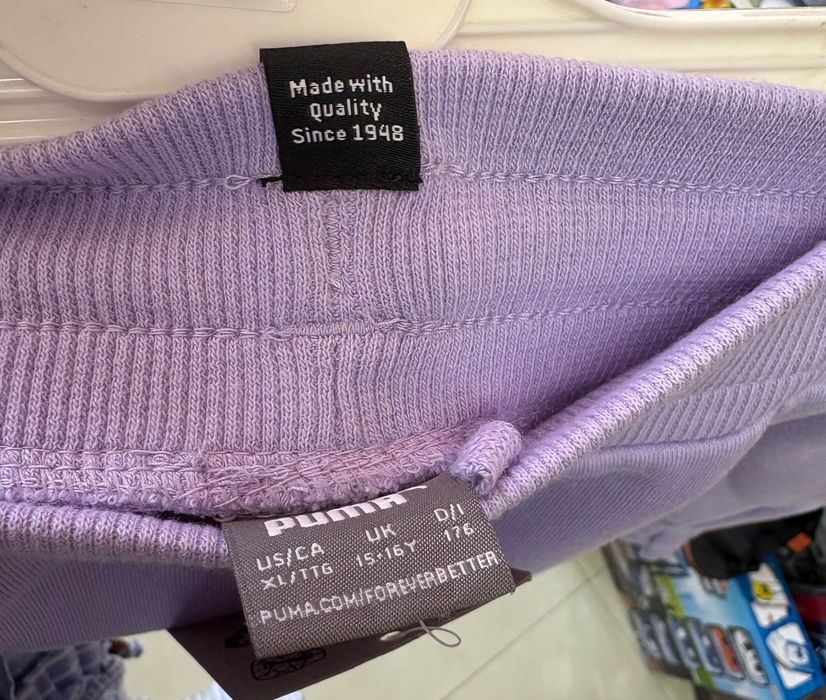 Made with
Quality
Since 1948
PUMA
US/CA UK D/I
XL/TTG 15-16Y 176
PUMA.COM/FOREVERBETTER